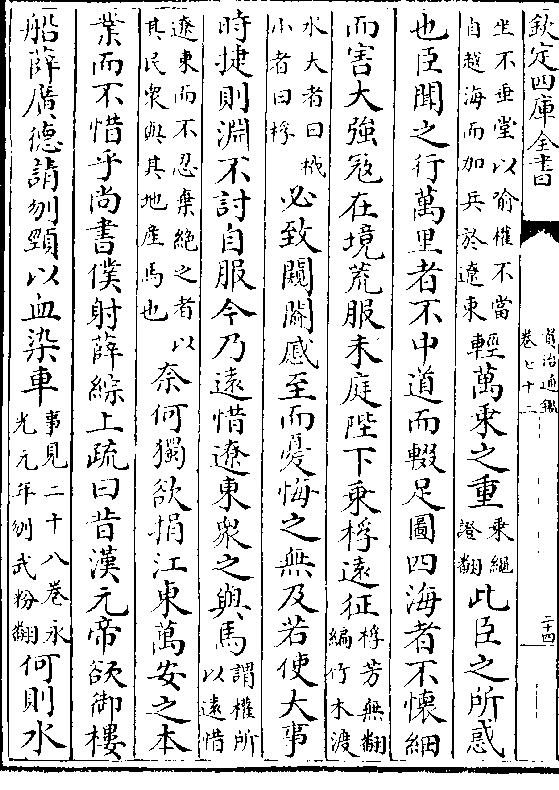 欽定四庫全書
資治通鑑
卷七十二
二十四
坐不垂堂以喻權不當
自越海而加兵於遼東
輕萬乘之重
乘繩
證翻
此臣之所惑
也臣聞之行萬里者不中道而輟足圖四海者不懷細
而害大強寇在境荒服未庭陛下乘桴遠征
桴芳無翻
編竹木渡
水大者曰栰
小者曰桴
必致闚𨵦慼至而憂悔之無及若使大事
時捷則淵不討自服今乃遠惜遼東衆之與馬
謂權所
以遠惜
遼東而不忍棄絶之者以
其民衆與其地產馬也
奈何獨欲捐江東萬安之本
業而不惜乎尚書僕射薛綜上疏曰昔漢元帝欲御樓
船薛廣德請刎頸以血染車
事見二十八卷永
光元年刎武粉翻
何則水